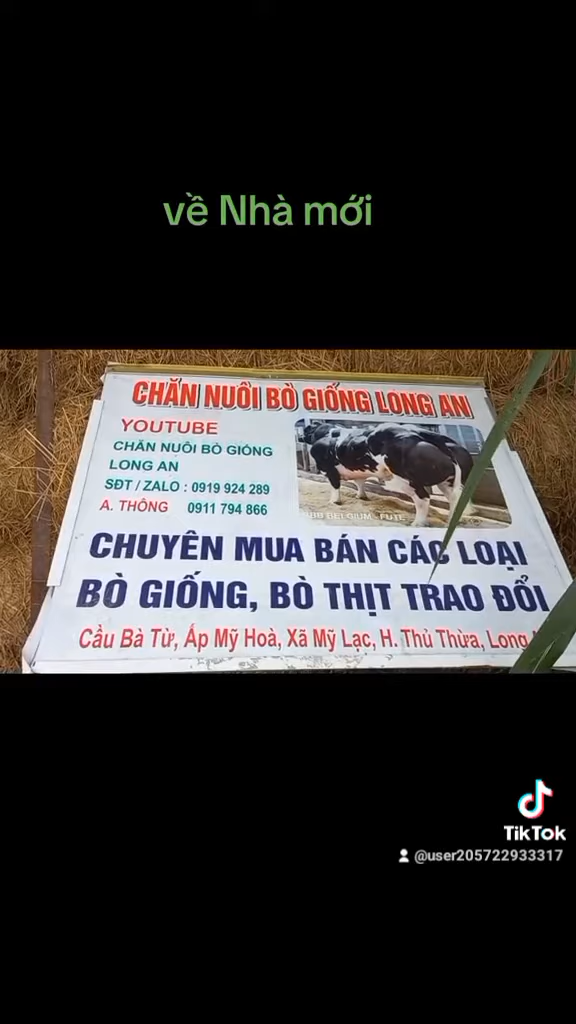 về Nhà mới
CHĂN NUÔI BÒ GIỐNG LONG AN
YOUTUBE
CHĂN NUÔI BÒ GIỐNG
LONG AN
SĐT / ZALO : 0919 924 289
A. THÔNG 0911 794 866
BELGIUM - FUTE
CHUYÊN MUA BÁN CÁC LOẠI
BÒ GIỐNG, BÒ THỊT TRAO ĐỔI
Cầu Bà Từ, Ấp Mỹ Hoà, Xã Mỹ Lạc, H. Thủ Thừa, Long
TikTok
@user205722933317